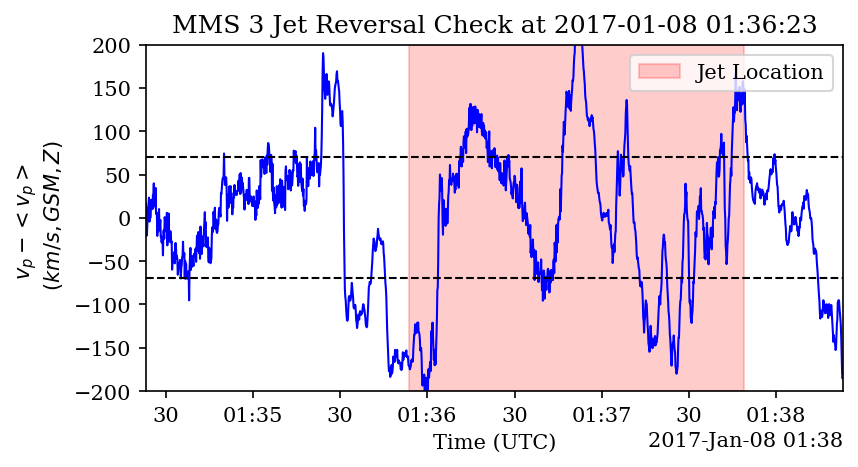 MMS 3 Jet Reversal Check at 2017-01-08 01:36:23
Jet Location
v_p − < v_p >
(km/s, GSM, Z)
200
150
100
50
0
−50
−100
−150
−200
30 01:35 30 01:36 30 01:37 30 01:38
Time (UTC)
2017-Jan-08 01:38